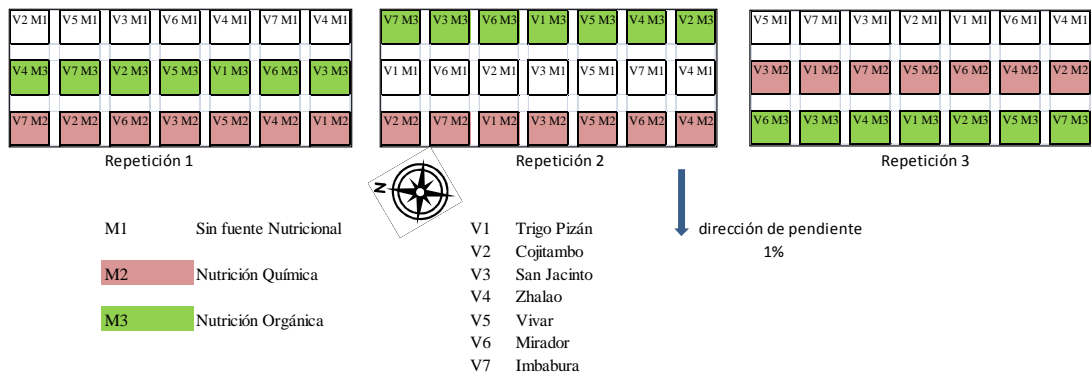 V2 M1 V5 M1 V3 M1 V6 M1 V4 M1 V7 M1 V4 M1
V4 M3 V7 M3 V2 M3 V5 M3 V1 M3 V6 M3 V3 M3
V7 M2 V2 M2 V6 M2 V3 M2 V5 M2 V4 M2 V1 M2
Repetición 1
V7 M3 V3 M3 V6 M3 V1 M3 V5 M3 V4 M3 V2 M3
V1 M1 V6 M1 V2 M1 V3 M1 V5 M1 V7 M1 V4 M1
V2 M2 V7 M2 V1 M2 V3 M2 V5 M2 V6 M2 V4 M2
Repetición 2
V5 M1 V7 M1 V3 M1 V2 M1 V1 M1 V6 M1 V4 M1
V3 M2 V1 M2 V7 M2 V5 M2 V4 M2 V6 M2 V2 M2
V6 M3 V3 M3 V4 M3 V1 M3 V2 M3 V5 M3 V7 M3
Repetición 3
N
M1 Sin fuente Nutricional
M2 Nutrición Química
M3 Nutrición Orgánica
V1 Trigo Pizán
V2 Cojitambo
V3 San Jacinto
V4 Zhalao
V5 Vivar
V6 Mirador
V7 Imbabura
dirección de pendiente
1%